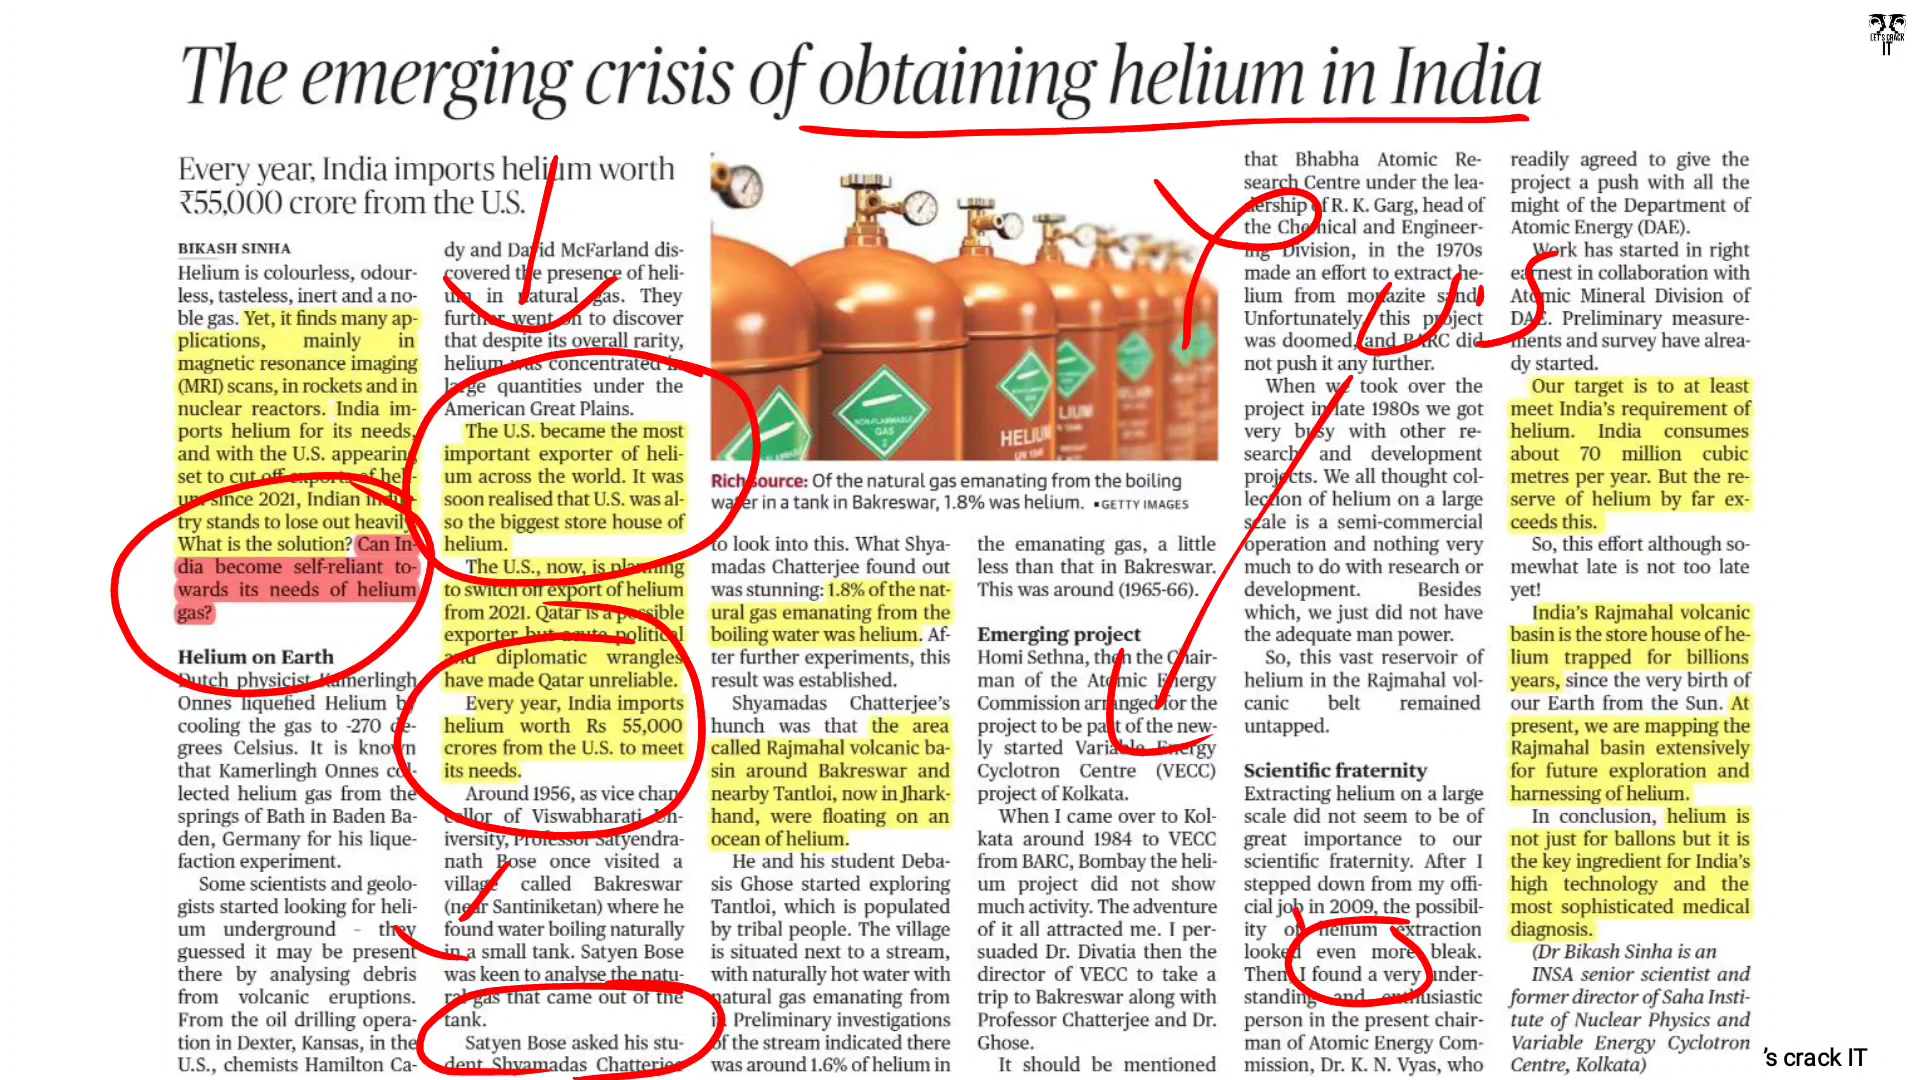 The emerging crisis of obtaining helium in India
LET'S CRACK
IT
Every year, India imports helium worth
₹55,000 crore from the U.S.
BIKASH SINHA
Helium is colourless, odour-
less, tasteless, inert and a no-
ble gas. Yet, it finds many ap-
plications, mainly in
magnetic resonance imaging
(MRI) scans, in rockets and in
nuclear reactors. India im-
ports helium for its needs,
and with the U.S. appearing
set to cut off exports of heli-
um since 2021, Indian indus-
try stands to lose out heavily.
What is the solution? Can In-
dia become self-reliant to-
wards its needs of helium
gas?
Helium on Earth
Dutch physicist Kamerlingh
Onnes liquefied Helium by
cooling the gas to -270 de-
grees Celsius. It is known
that Kamerlingh Onnes col-
lected helium gas from the
springs of Bath in Baden Ba-
den, Germany for his lique-
faction experiment.
Some scientists and geolo-
gists started looking for heli-
um underground - they
guessed it may be present
there by analysing debris
from volcanic eruptions.
From the oil drilling opera-
tion in Dexter, Kansas, in the
U.S., chemists Hamilton Ca-
dy and David McFarland dis-
covered the presence of heli-
um in natural gas. They
further went on to discover
that despite its overall rarity,
helium was concentrated in
large quantities under the
American Great Plains.
The U.S. became the most
important exporter of heli-
um across the world. It was
soon realised that U.S. was al-
so the biggest store house of
helium.
The U.S., now, is planning
to switch off export of helium
from 2021. Qatar is a possible
exporter but acute political
and diplomatic wrangles
have made Qatar unreliable.
Every year, India imports
helium worth Rs 55,000
crores from the U.S. to meet
its needs.
Around 1956, as vice chan-
cellor of Viswabharati Un-
iversity, Professor Satyendra-
nath Bose once visited a
village called Bakreswar
(near Santiniketan) where he
found water boiling naturally
in a small tank. Satyen Bose
was keen to analyse the natu-
ral gas that came out of the
tank.
Satyen Bose asked his stu-
dent Shyamadas Chatterjee
NON-FLAMMABLE
GAS
2
HELIUM
LIUM
Rich source: Of the natural gas emanating from the boiling
water in a tank in Bakreswar, 1.8% was helium. ▪GETTY IMAGES
to look into this. What Shya-
madas Chatterjee found out
was stunning: 1.8% of the nat-
ural gas emanating from the
boiling water was helium. Af-
ter further experiments, this
result was established.
Shyamadas Chatterjee's
hunch was that the area
called Rajmahal volcanic ba-
sin around Bakreswar and
nearby Tantloi, now in Jhark-
hand, were floating on an
ocean of helium.
He and his student Deba-
sis Ghose started exploring
Tantloi, which is populated
by tribal people. The village
is situated next to a stream,
with naturally hot water with
natural gas emanating from
it. Preliminary investigations
of the stream indicated there
was around 1.6% of helium in
the emanating gas, a little
less than that in Bakreswar.
This was around (1965-66).
Emerging project
Homi Sethna, then the Chair-
man of the Atomic Energy
Commission arranged for the
project to be part of the new-
ly started Variable Energy
Cyclotron Centre (VECC)
project of Kolkata.
When I came over to Kol-
kata around 1984 to VECC
from BARC, Bombay the heli-
um project did not show
much activity. The adventure
of it all attracted me. I per-
suaded Dr. Divatia then the
director of VECC to take a
trip to Bakreswar along with
Professor Chatterjee and Dr.
Ghose.
It should be mentioned
that Bhabha Atomic Re-
search Centre under the lea-
dership of R. K. Garg, head of
the Chemical and Engineer-
ing Division, in the 1970s
made an effort to extract he-
lium from monazite sand.
Unfortunately, this project
was doomed, and BARC did
not push it any further.
When we took over the
project in late 1980s we got
very busy with other re-
search and development
projects. We all thought col-
lection of helium on a large
scale is a semi-commercial
operation and nothing very
much to do with research or
development. Besides
which, we just did not have
the adequate man power.
So, this vast reservoir of
helium in the Rajmahal vol-
canic belt remained
untapped.
Scientific fraternity
Extracting helium on a large
scale did not seem to be of
great importance to our
scientific fraternity. After I
stepped down from my offi-
cial job in 2009, the possibil-
ity of helium extraction
looked even more bleak.
Then I found a very under-
standing and enthusiastic
person in the present chair-
man of Atomic Energy Com-
mission, Dr. K. N. Vyas, who
readily agreed to give the
project a push with all the
might of the Department of
Atomic Energy (DAE).
Work has started in right
earnest in collaboration with
Atomic Mineral Division of
DAE. Preliminary measure-
ments and survey have alrea-
dy started.
Our target is to at least
meet India's requirement of
helium. India consumes
about 70 million cubic
metres per year. But the re-
serve of helium by far ex-
ceeds this.
So, this effort although so-
mewhat late is not too late
yet!
India's Rajmahal volcanic
basin is the store house of he-
lium trapped for billions
years, since the very birth of
our Earth from the Sun. At
present, we are mapping the
Rajmahal basin extensively
for future exploration and
harnessing of helium.
In conclusion, helium is
not just for ballons but it is
the key ingredient for India's
high technology and the
most sophisticated medical
diagnosis.
(Dr Bikash Sinha is an
INSA senior scientist and
former director of Saha Insti-
tute of Nuclear Physics and
Variable Energy Cyclotron
Centre, Kolkata)
US
's crack IT